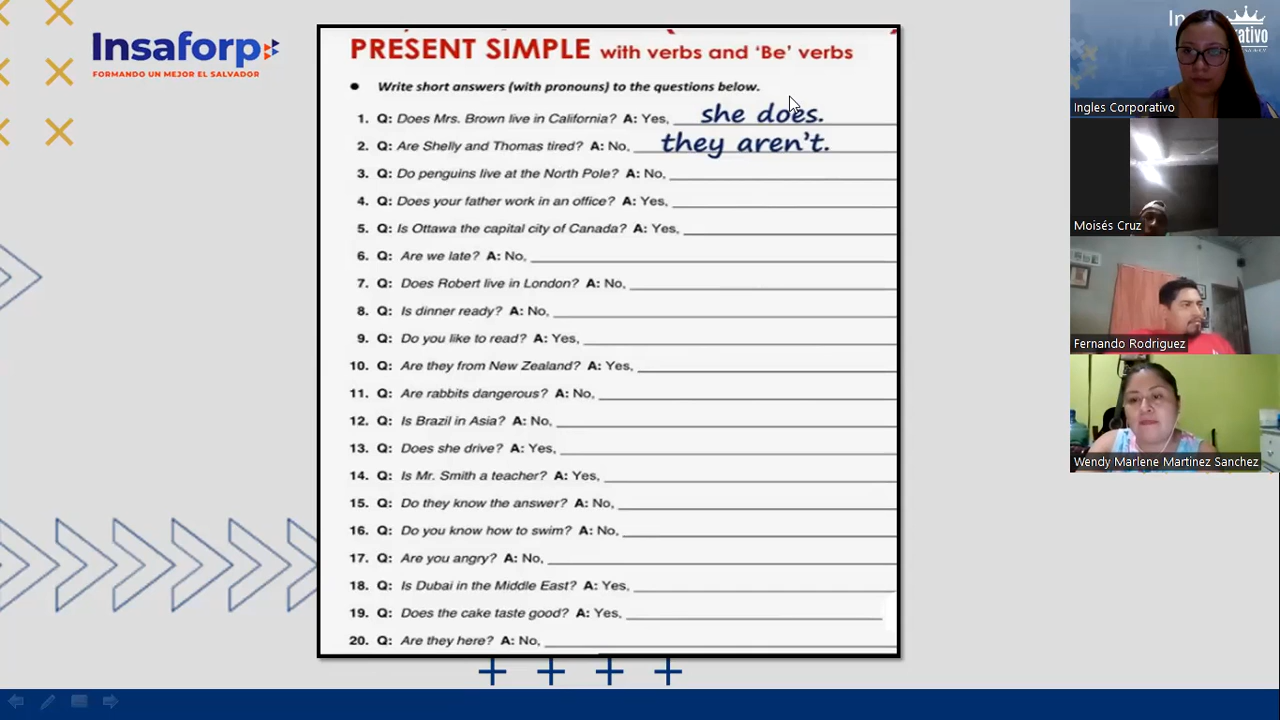 Insaforp
FORMANDO UN MEJOR EL SALVADOR
PRESENT SIMPLE with verbs and 'Be' verbs
● Write short answers (with pronouns) to the questions below.
1. Q: Does Mrs. Brown live in California? A: Yes, she does.
2. Q: Are Shelly and Thomas tired? A: No, they aren't.
3. Q: Do penguins live at the North Pole? A: No,
4. Q: Does your father work in an office? A: Yes,
5. Q: Is Ottawa the capital city of Canada? A: Yes,
6. Q: Are we late? A: No,
7. Q: Does Robert live in London? A: No,
8. Q: Is dinner ready? A: No,
9. Q: Do you like to read? A: Yes,
10. Q: Are they from New Zealand? A: Yes,
11. Q: Are rabbits dangerous? A: No,
12. Q: Is Brazil in Asia? A: No,
13. Q: Does she drive? A: Yes,
14. Q: Is Mr. Smith a teacher? A: Yes,
15. Q: Do they know the answer? A: No,
16. Q: Do you know how to swim? A: No,
17. Q: Are you angry? A: No,
18. Q: Is Dubai in the Middle East? A: Yes,
19. Q: Does the cake taste good? A: Yes,
20. Q: Are they here? A: No,
Ingles Corporativo
Moisés Cruz
Fernando Rodriguez
Wendy Marlene Martinez Sanchez